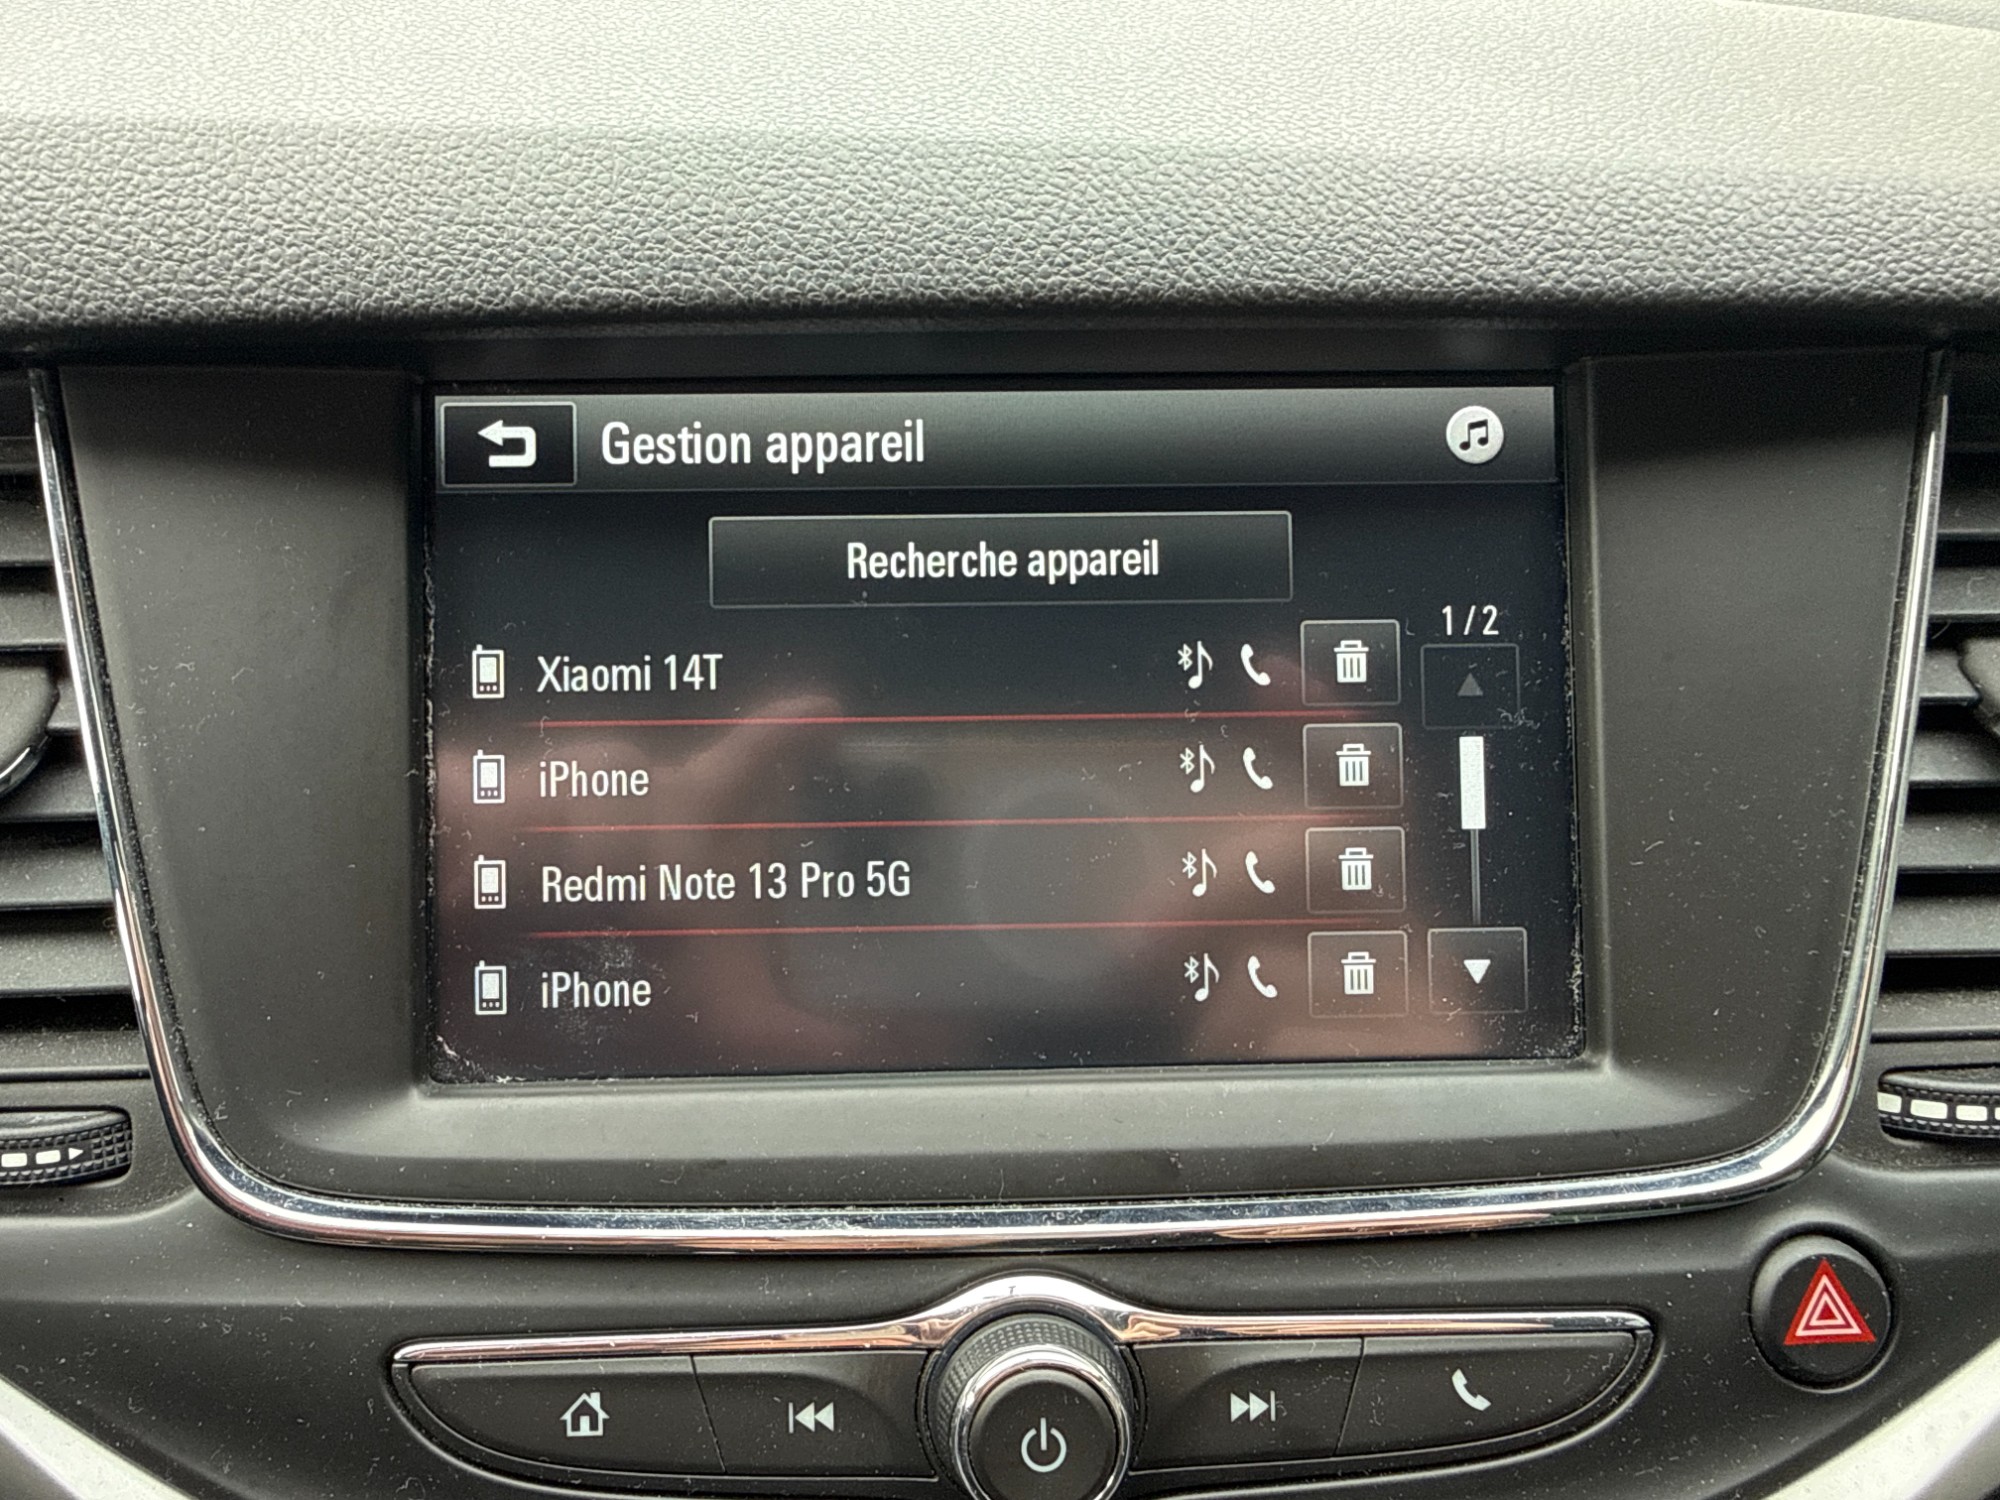 Gestion appareil
Recherche appareil
1 / 2
Xiaomi 14T
iPhone
Redmi Note 13 Pro 5G
iPhone